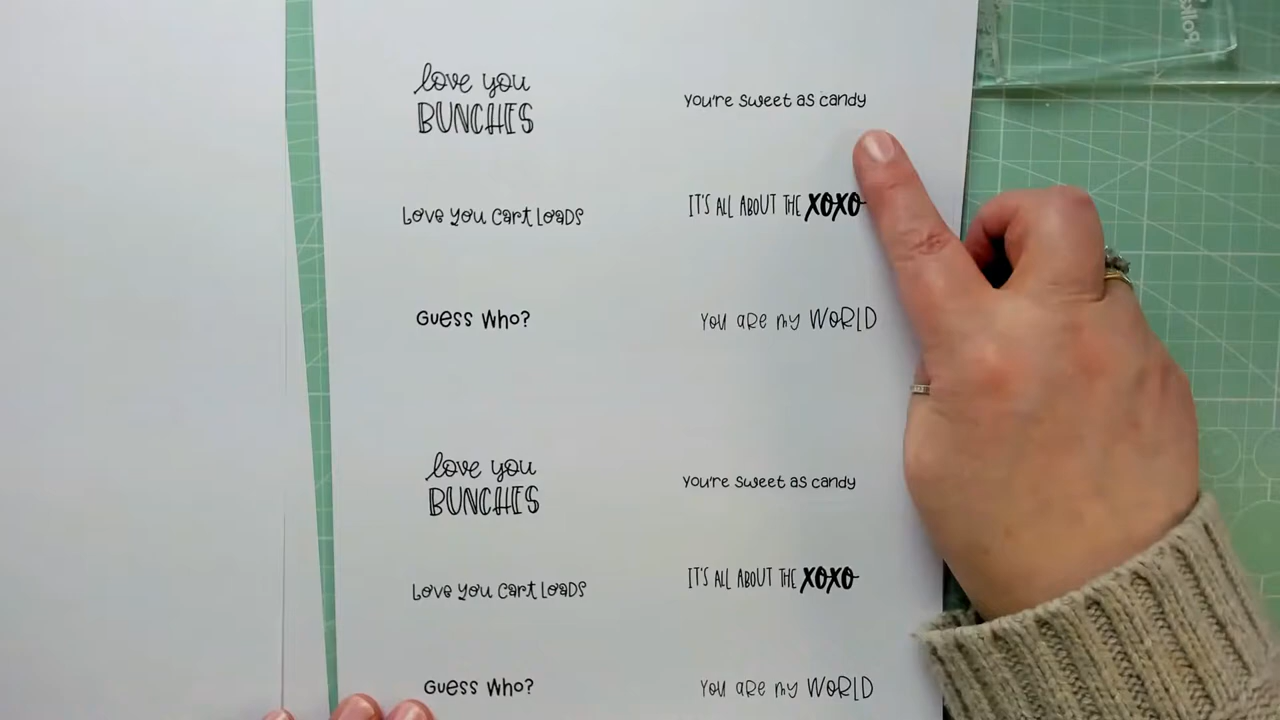 love you
BUNCHES
you're sweet as candy
Love you cart loads
IT'S ALL ABOUT THE XOXO
Guess who?
You are my WORLD
love you
BUNCHES
you're sweet as candy
Love you cart loads
IT'S ALL ABOUT THE XOXO
Guess who?
You are my WORLD